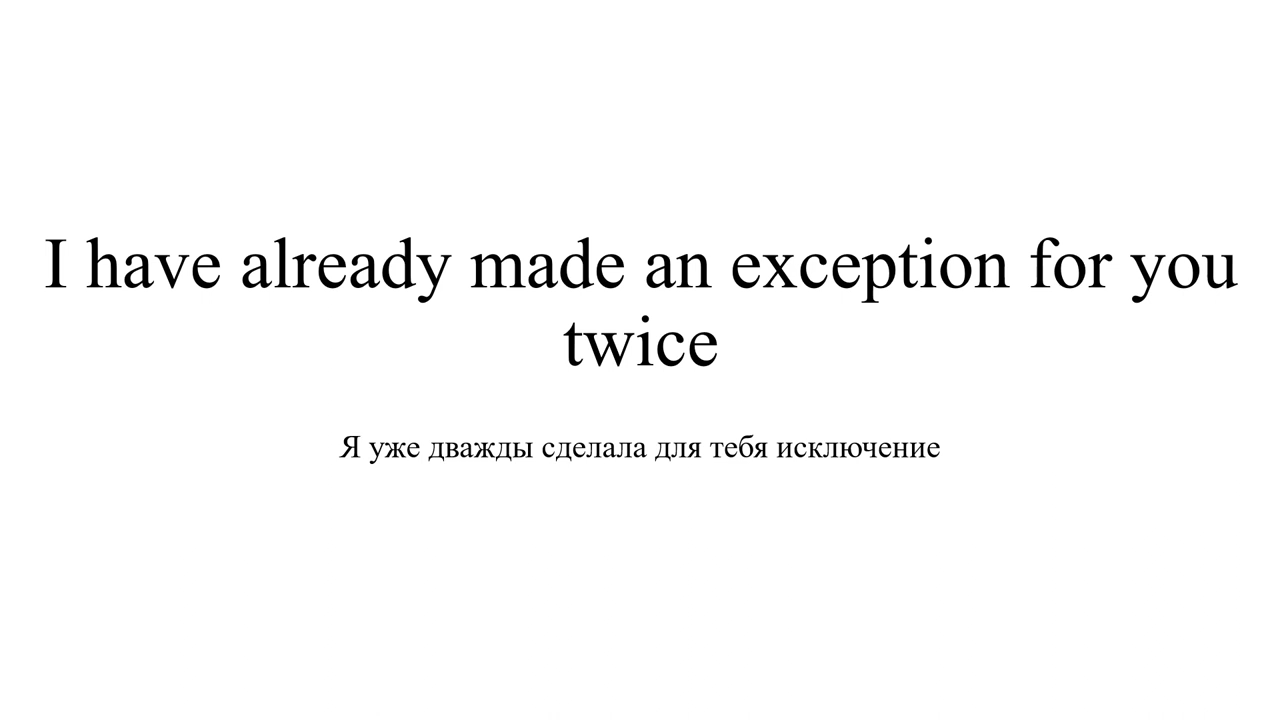 I have already made an exception for you
twice
Я уже дважды сделала для тебя исключение